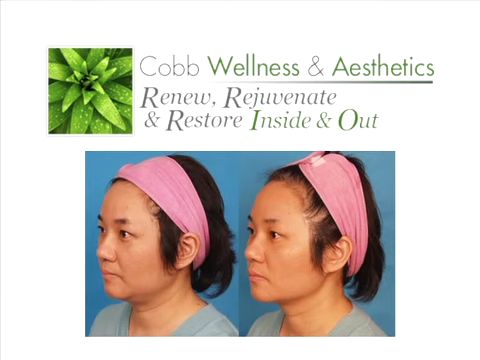 Cobb Wellness & Aesthetics
Renew, Rejuvenate
& Restore Inside & Out